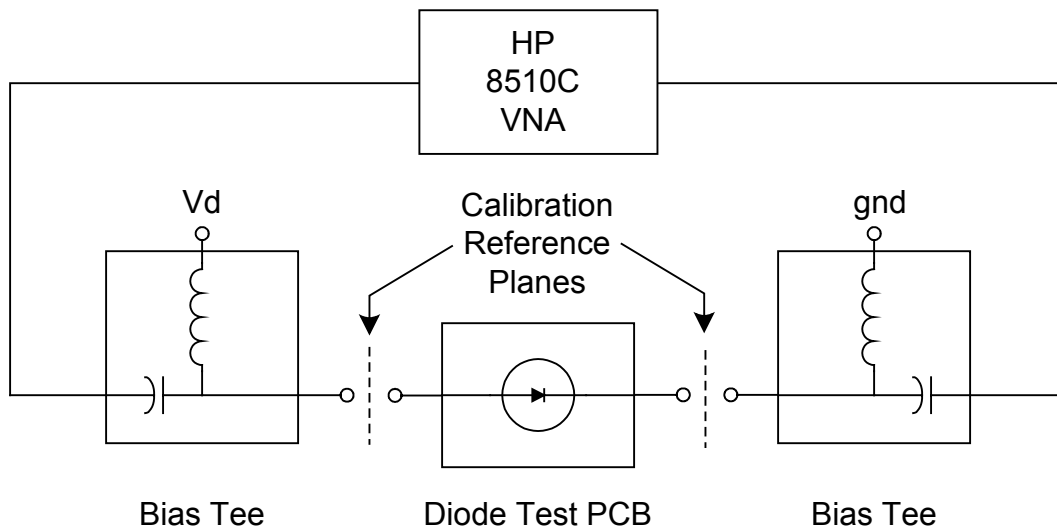 HP
8510C
VNA
Vd
Calibration
Reference
Planes
gnd
Bias Tee
Diode Test PCB
Bias Tee